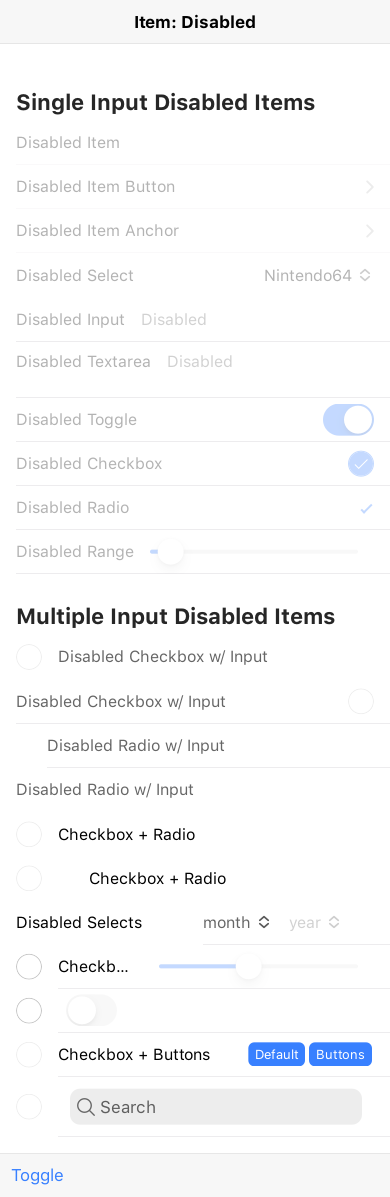 Item: Disabled
Single Input Disabled Items
Disabled Item
Disabled Item Button
Disabled Item Anchor
Disabled Select Nintendo64
Disabled Input Disabled
Disabled Textarea Disabled
Disabled Toggle
Disabled Checkbox
Disabled Radio
Disabled Range
Multiple Input Disabled Items
Disabled Checkbox w/ Input
Disabled Checkbox w/ Input
Disabled Radio w/ Input
Disabled Radio w/ Input
Checkbox + Radio
Checkbox + Radio
Disabled Selects month year
Checkb...
Checkbox + Buttons Default Buttons
Search
Toggle